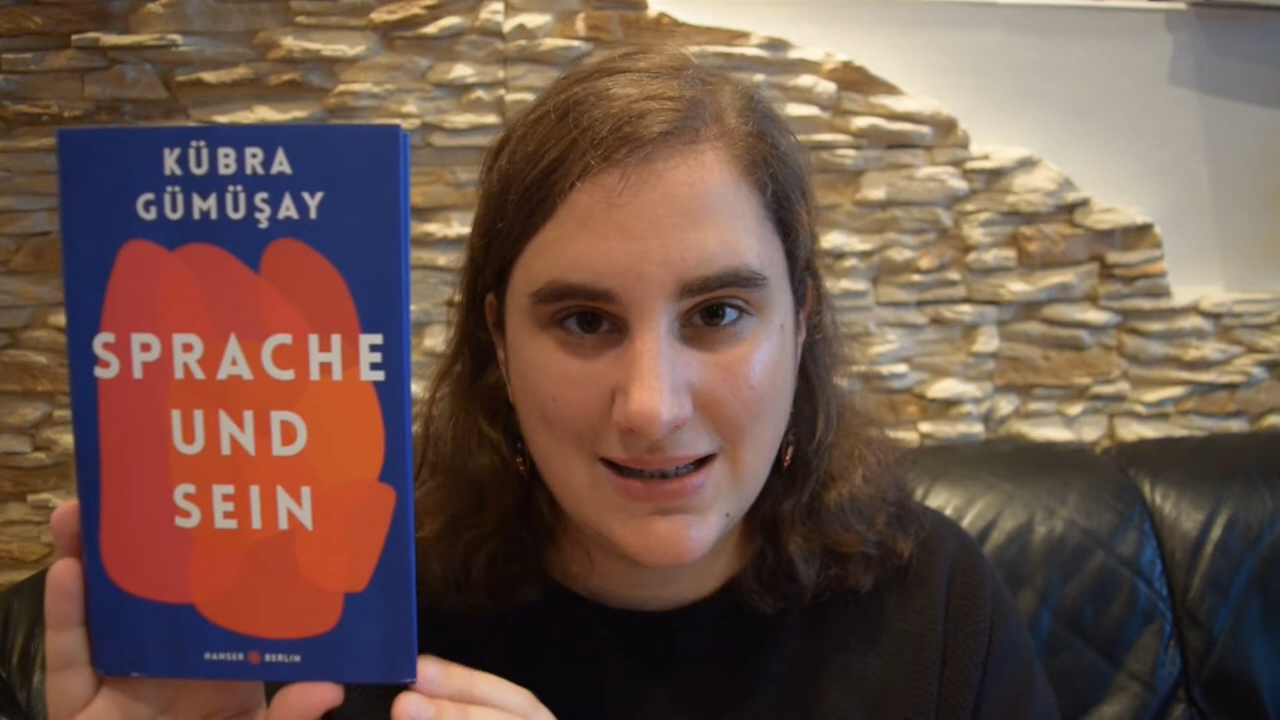 KÜBRA
GÜMÜŞAY
SPRACHE
UND
SEIN
HANSER BERLIN